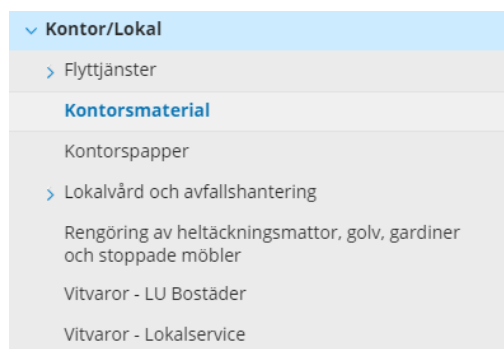 Kontor/Lokal
Flyttjänster
Kontorsmaterial
Kontorspapper
Lokalvård och avfallshantering
Rengöring av heltäckningsmattor, golv, gardiner
och stoppade möbler
Vitvaror - LU Bostäder
Vitvaror - Lokalservice